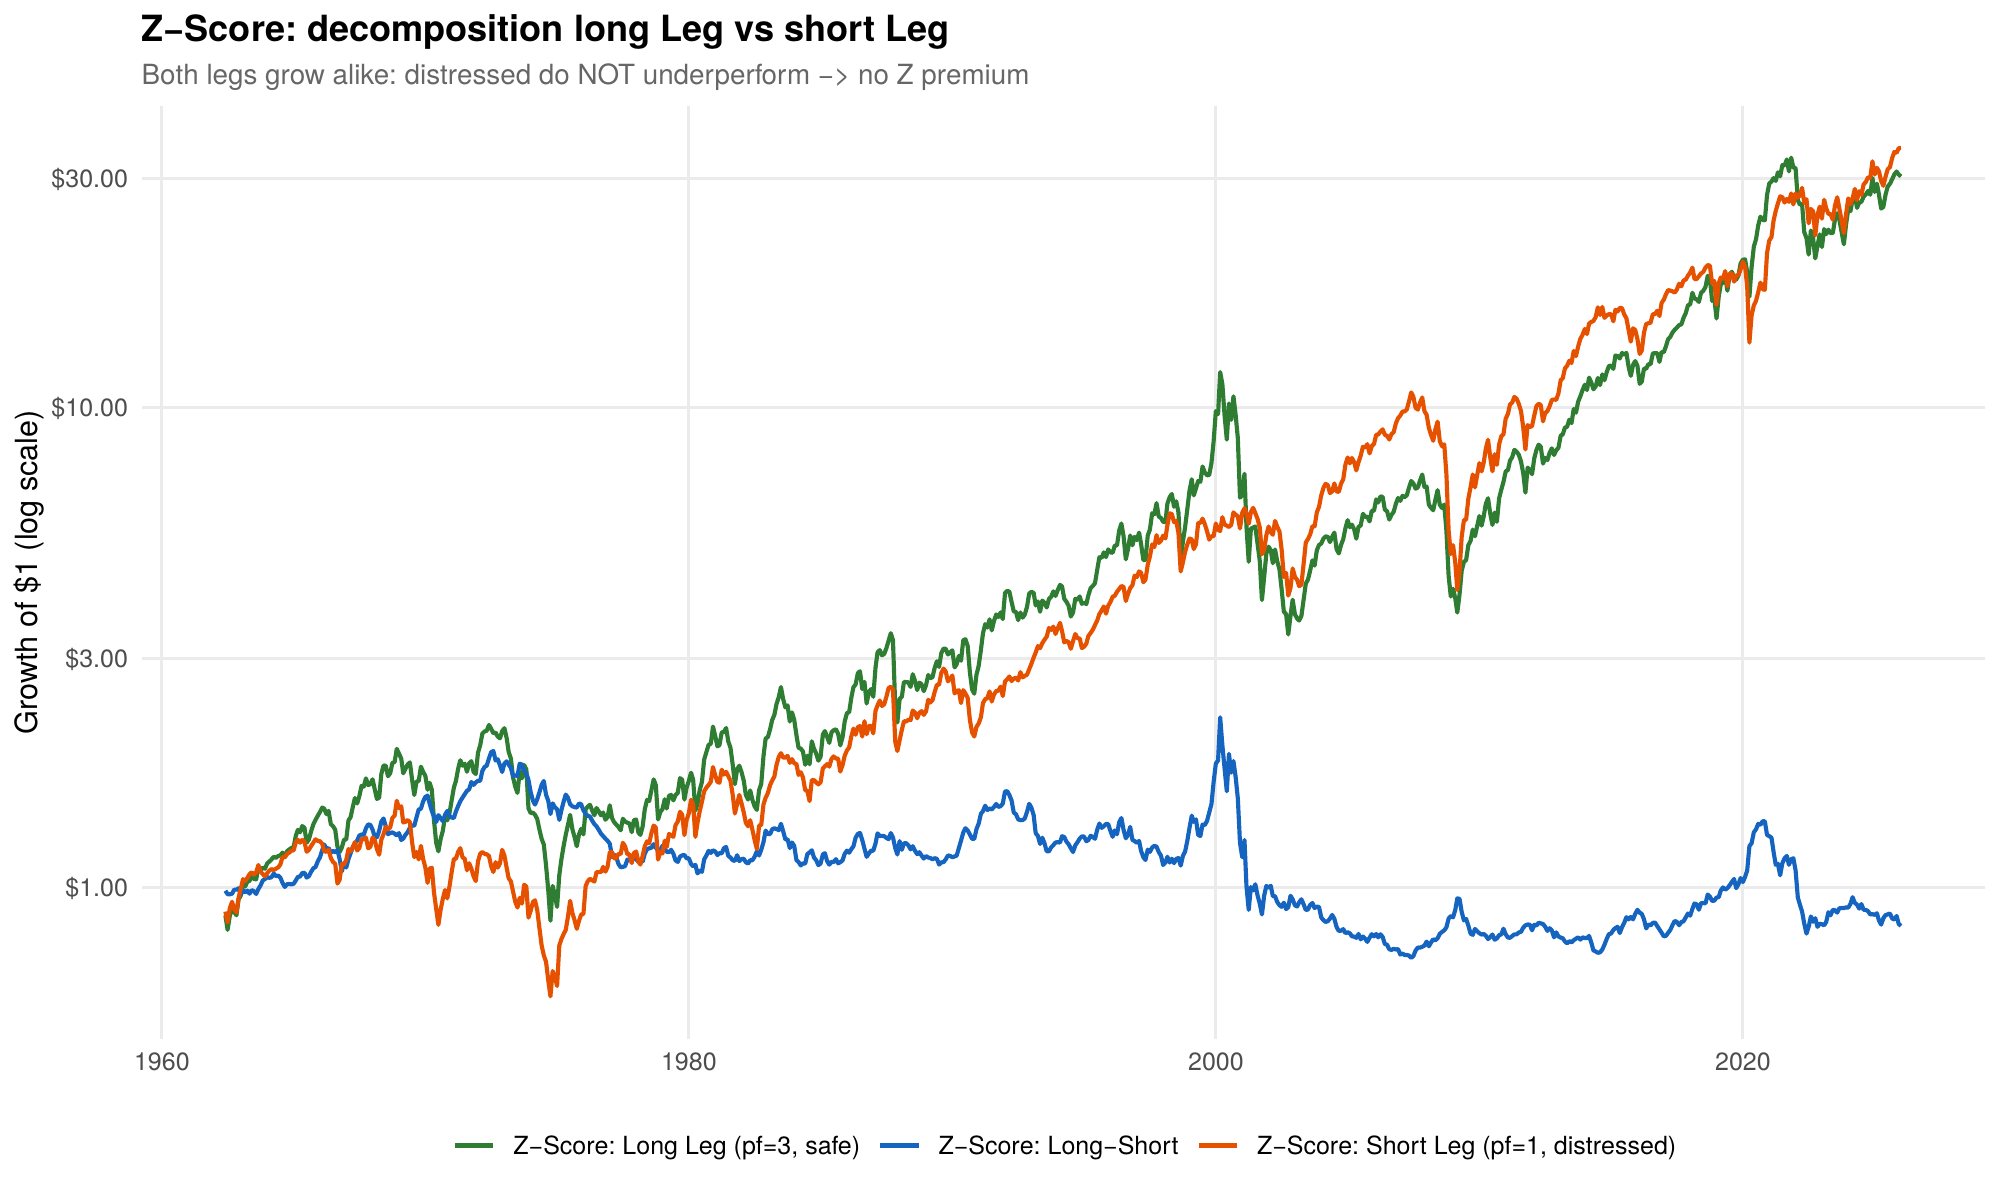 Z−Score: decomposition long Leg vs short Leg
Both legs grow alike: distressed do NOT underperform −> no Z premium
Growth of $1 (log scale)
$30.00
$10.00
$3.00
$1.00
1960
1980
2000
2020
Z−Score: Long Leg (pf=3, safe)
Z−Score: Long−Short
Z−Score: Short Leg (pf=1, distressed)